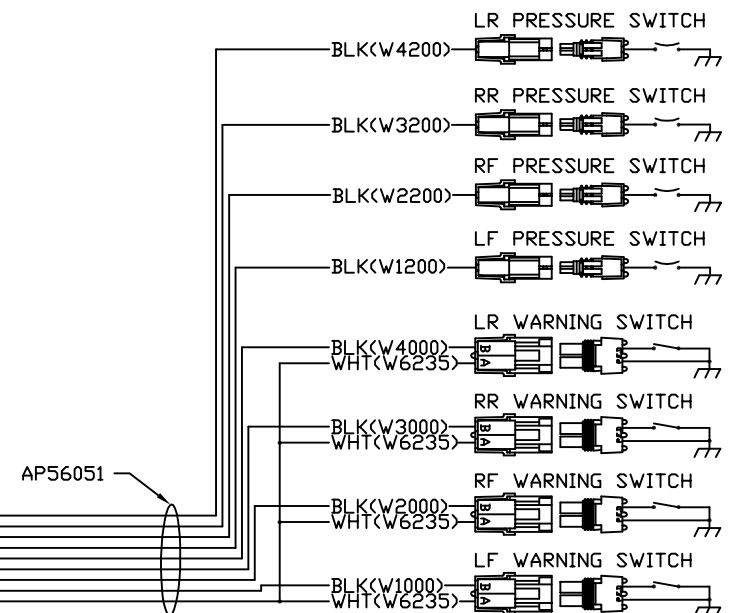 LR PRESSURE SWITCH
BLK(W4200)
RR PRESSURE SWITCH
BLK(W3200)
RF PRESSURE SWITCH
BLK(W2200)
LF PRESSURE SWITCH
BLK(W1200)
LR WARNING SWITCH
BLK(W4000) B
WHT(W6235) A
RR WARNING SWITCH
BLK(W3000) B
WHT(W6235) A
AP56051
RF WARNING SWITCH
BLK(W2000) B
WHT(W6235) A
LF WARNING SWITCH
BLK(W1000) B
WHT(W6235) A